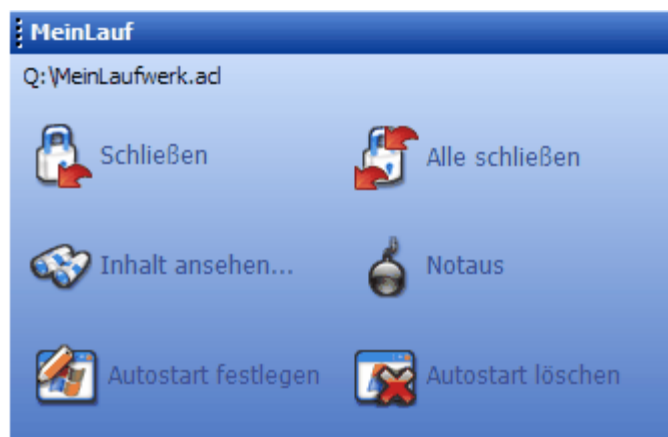 MeinLauf
Q:\MeinLaufwerk.acl
Schließen
Alle schließen
Inhalt ansehen...
Notaus
Autostart festlegen
Autostart löschen